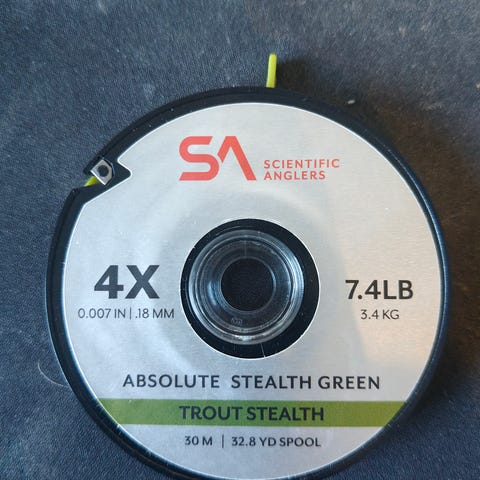 SA SCIENTIFIC
ANGLERS
4X
0.007 IN | .18 MM
7.4LB
3.4 KG
ABSOLUTE STEALTH GREEN
TROUT STEALTH
30 M | 32.8 YD SPOOL